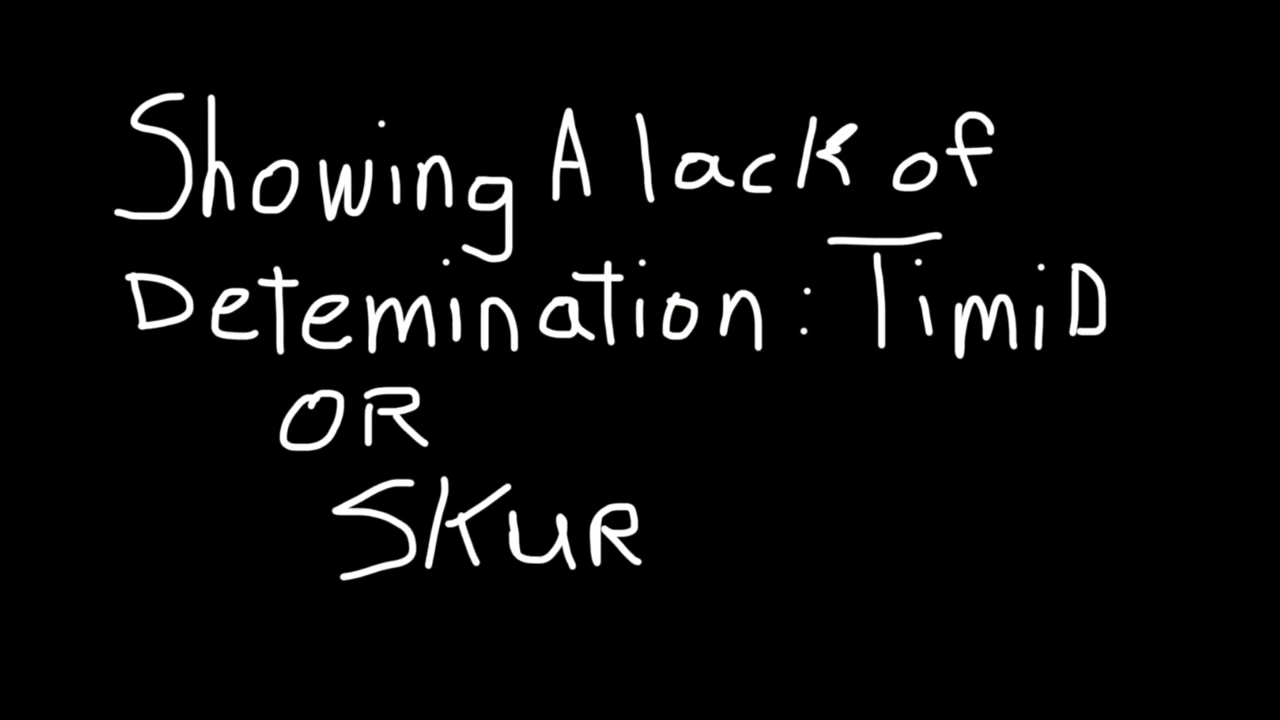 Showing A lack of
Detemination: TimiD
OR
SKUR